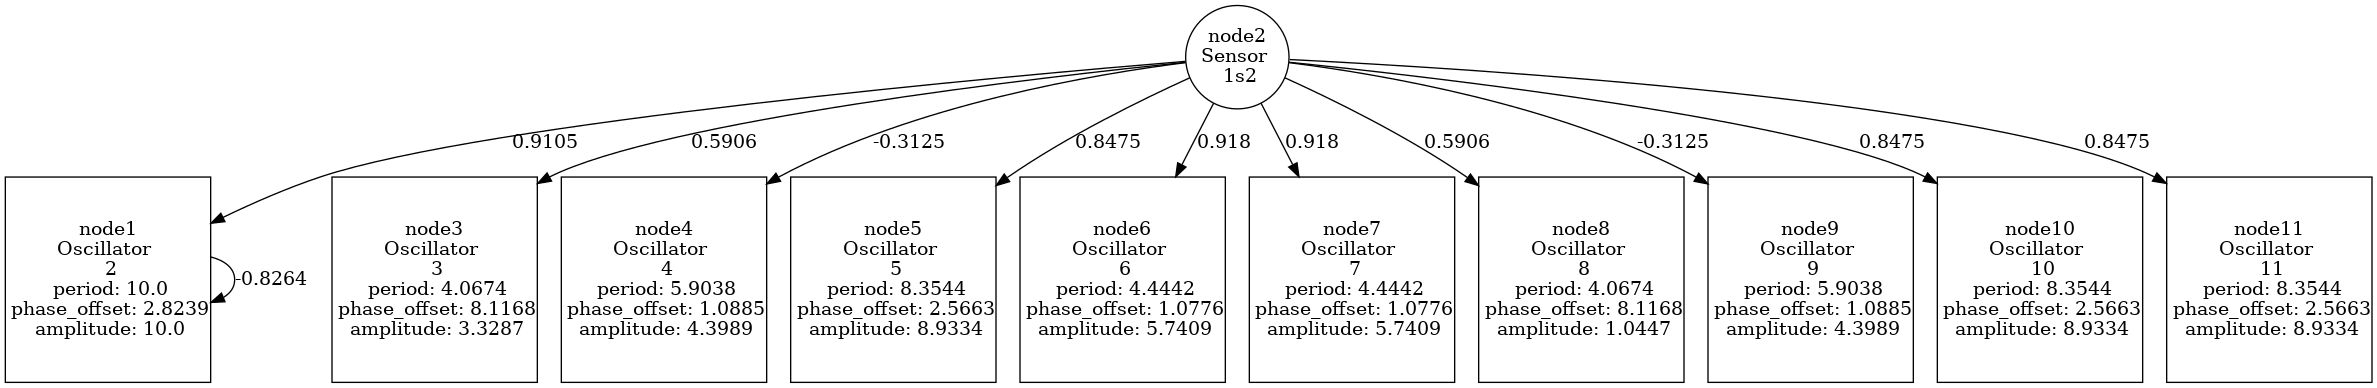 node2
Sensor
1s2
0.9105
0.5906
-0.3125
0.8475
0.918
0.918
0.5906
-0.3125
0.8475
0.8475
node1
Oscillator
2
period: 10.0
phase_offset: 2.8239
amplitude: 10.0
-0.8264
node3
Oscillator
3
period: 4.0674
phase_offset: 8.1168
amplitude: 3.3287
node4
Oscillator
4
period: 5.9038
phase_offset: 1.0885
amplitude: 4.3989
node5
Oscillator
5
period: 8.3544
phase_offset: 2.5663
amplitude: 8.9334
node6
Oscillator
6
period: 4.4442
phase_offset: 1.0776
amplitude: 5.7409
node7
Oscillator
7
period: 4.4442
phase_offset: 1.0776
amplitude: 5.7409
node8
Oscillator
8
period: 4.0674
phase_offset: 8.1168
amplitude: 1.0447
node9
Oscillator
9
period: 5.9038
phase_offset: 1.0885
amplitude: 4.3989
node10
Oscillator
10
period: 8.3544
phase_offset: 2.5663
amplitude: 8.9334
node11
Oscillator
11
period: 8.3544
phase_offset: 2.5663
amplitude: 8.9334